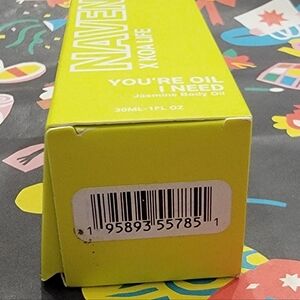 NAVEN
X KOA LIFE
YOU'RE OIL
I NEED
Jasmine Body Oil
30ML-1FL OZ
1 95893 55785 1